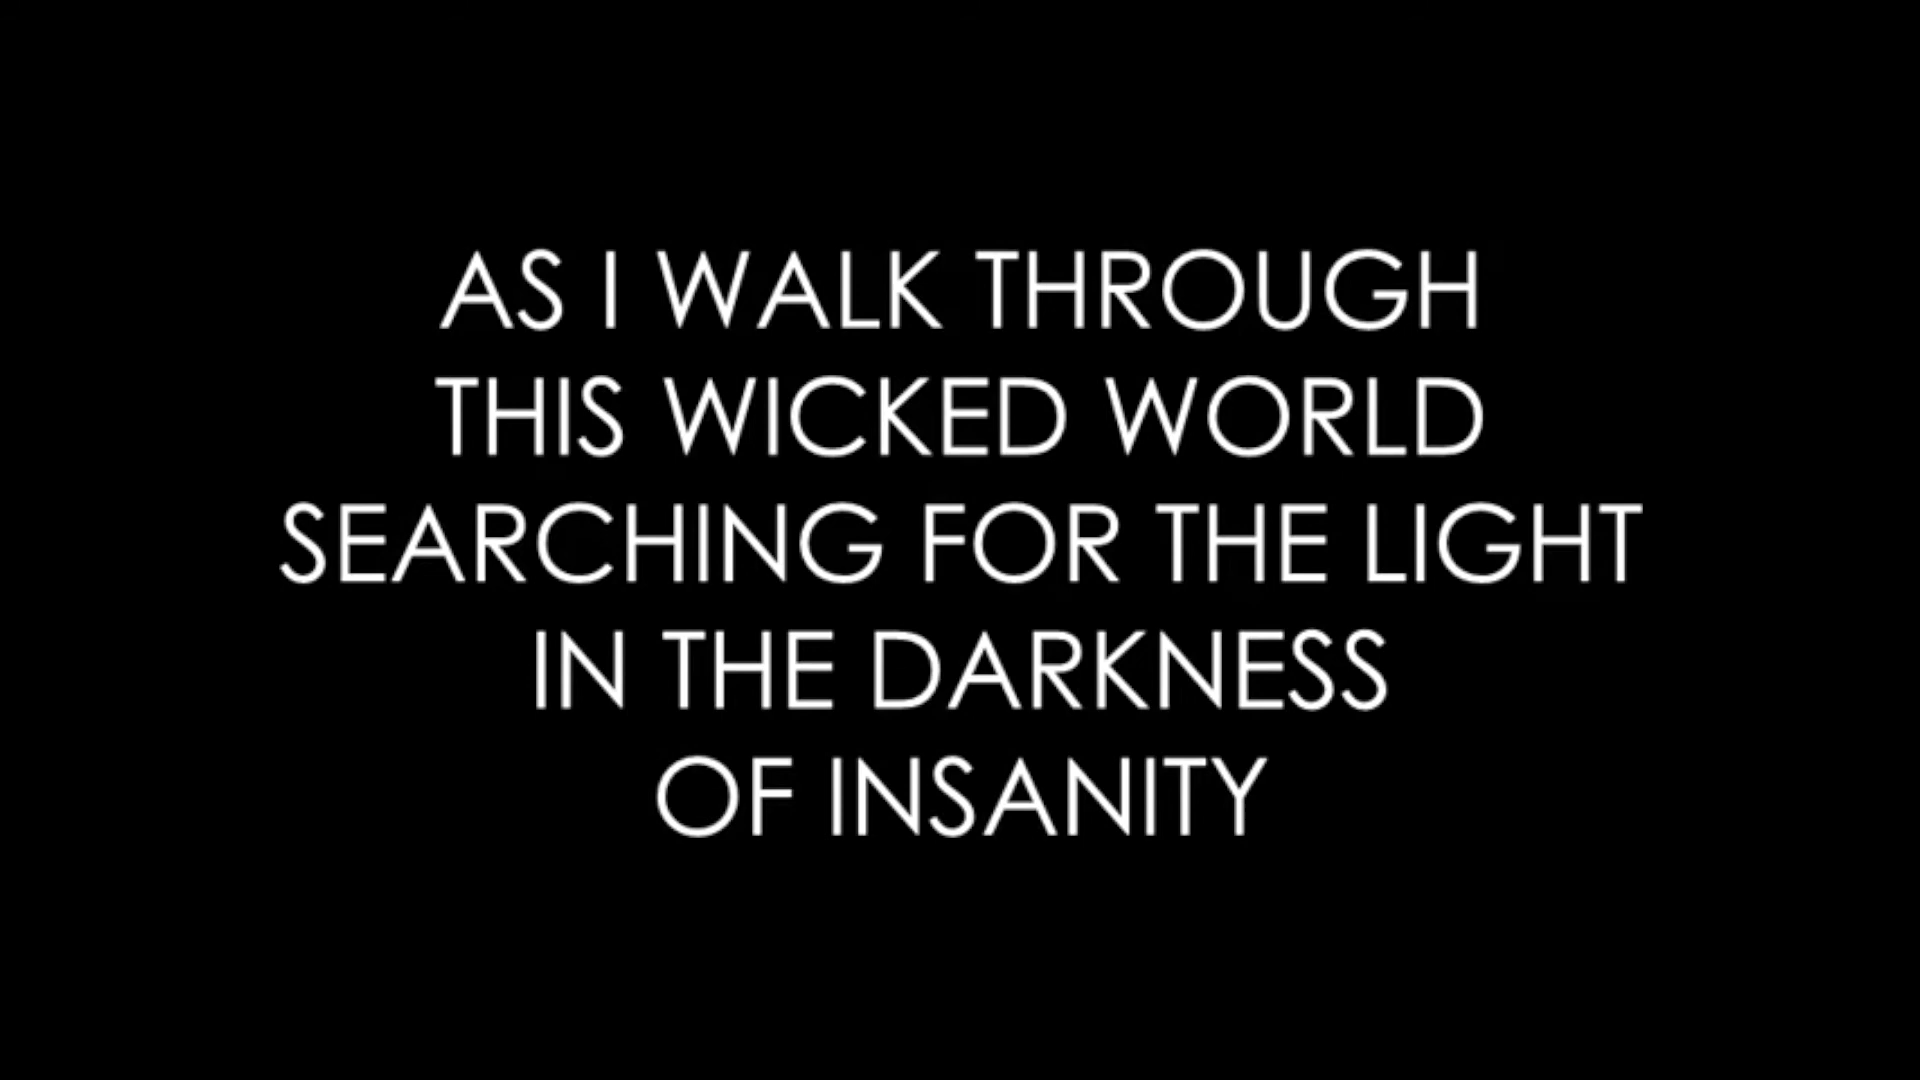 AS I WALK THROUGH
THIS WICKED WORLD
SEARCHING FOR THE LIGHT
IN THE DARKNESS
OF INSANITY